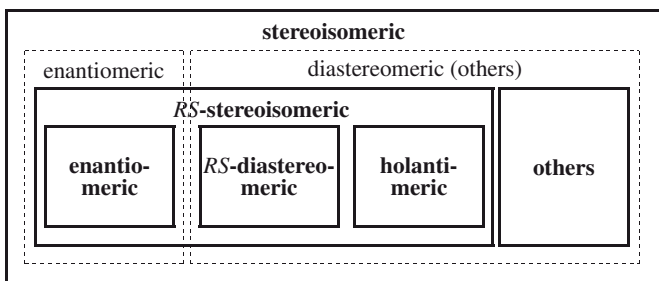 stereoisomeric
enantiomeric diastereomeric (others)
RS-stereoisomeric
enantio-
meric
RS-diastereo-
meric
holanti-
meric
others